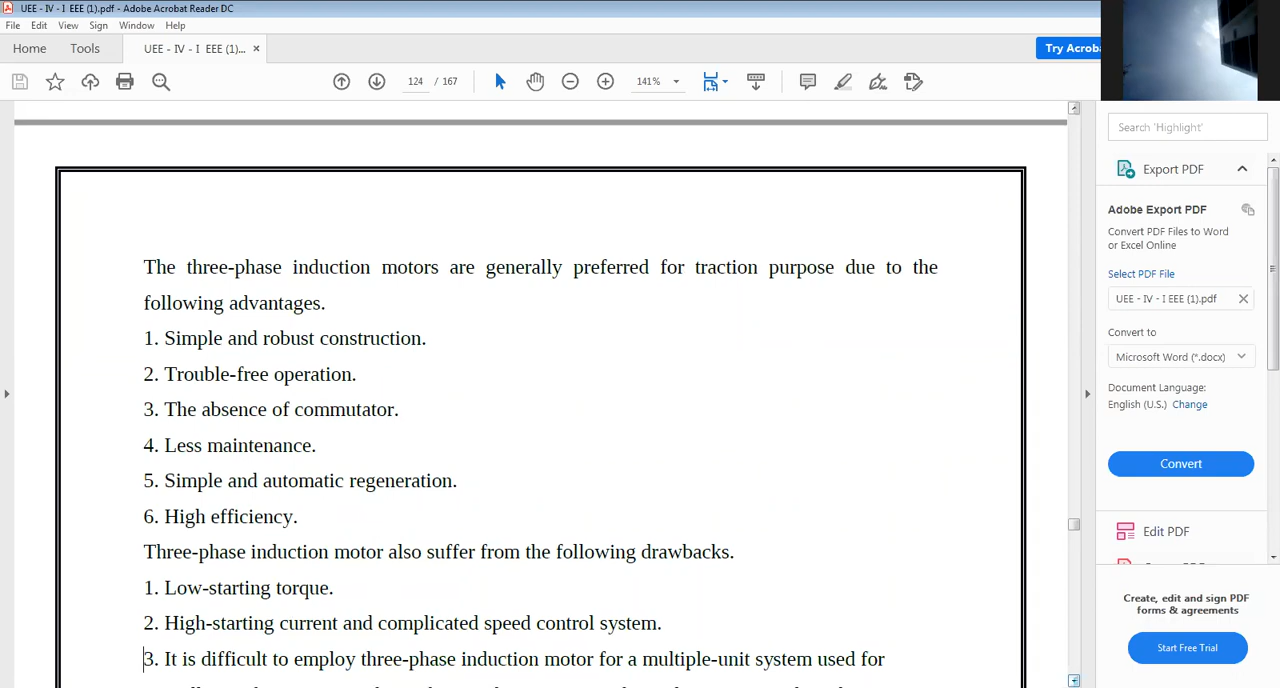 UEE - IV - I EEE (1).pdf - Adobe Acrobat Reader DC
File Edit View Sign Window Help
Home Tools UEE - IV - I EEE (1)... × Try Acroba
124 / 167 141%
Search 'Highlight'
Export PDF
Adobe Export PDF
Convert PDF Files to Word
or Excel Online
Select PDF File
UEE - IV - I EEE (1).pdf
Convert to
Microsoft Word (*.docx)
Document Language:
English (U.S.) Change
Convert
Edit PDF
Create, edit and sign PDF
forms & agreements
Start Free Trial
The three-phase induction motors are generally preferred for traction purpose due to the
following advantages.
1. Simple and robust construction.
2. Trouble-free operation.
3. The absence of commutator.
4. Less maintenance.
5. Simple and automatic regeneration.
6. High efficiency.
Three-phase induction motor also suffer from the following drawbacks.
1. Low-starting torque.
2. High-starting current and complicated speed control system.
3. It is difficult to employ three-phase induction motor for a multiple-unit system used for